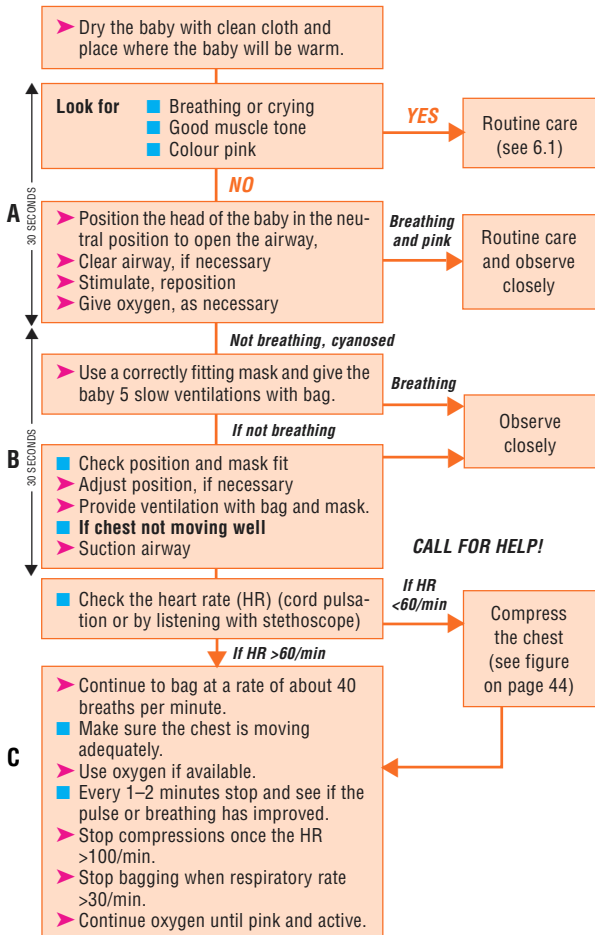 ➤ Dry the baby with clean cloth and
place where the baby will be warm.
Look for ■ Breathing or crying
■ Good muscle tone
■ Colour pink
YES
Routine care
(see 6.1)
NO
A
30 SECONDS
➤ Position the head of the baby in the neu-
tral position to open the airway,
➤ Clear airway, if necessary
➤ Stimulate, reposition
➤ Give oxygen, as necessary
Breathing
and pink
Routine care
and observe
closely
Not breathing, cyanosed
➤ Use a correctly fitting mask and give the
baby 5 slow ventilations with bag.
Breathing
Observe
closely
If not breathing
B
30 SECONDS
■ Check position and mask fit
➤ Adjust position, if necessary
➤ Provide ventilation with bag and mask.
■ If chest not moving well
➤ Suction airway
CALL FOR HELP!
■ Check the heart rate (HR) (cord pulsa-
tion or by listening with stethoscope)
If HR
<60/min
Compress
the chest
(see figure
on page 44)
If HR >60/min
C
➤ Continue to bag at a rate of about 40
breaths per minute.
■ Make sure the chest is moving
adequately.
➤ Use oxygen if available.
■ Every 1–2 minutes stop and see if the
pulse or breathing has improved.
➤ Stop compressions once the HR
>100/min.
➤ Stop bagging when respiratory rate
>30/min.
➤ Continue oxygen until pink and active.